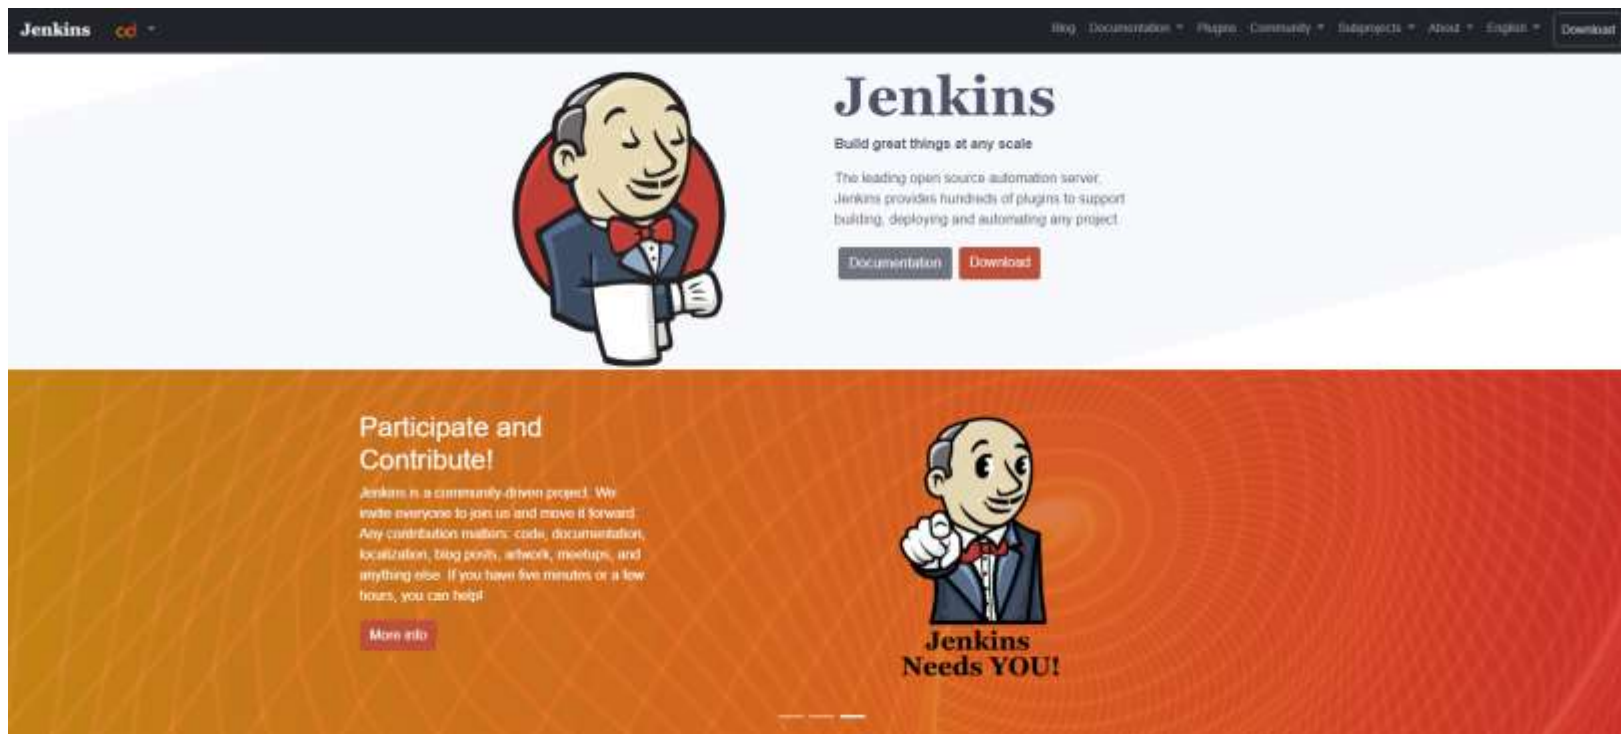 Jenkins cd
Blog Documentation Plugins Community Subprojects About English Download
Jenkins
Build great things at any scale
The leading open source automation server,
Jenkins provides hundreds of plugins to support
building, deploying and automating any project.
Documentation Download
Participate and
Contribute!
Jenkins is a community-driven project. We
invite everyone to join us and move it forward.
Any contribution matters: code, documentation,
localization, blog posts, artwork, meetups, and
anything else. If you have five minutes or a few
hours, you can help!
More info
Jenkins
Needs YOU!